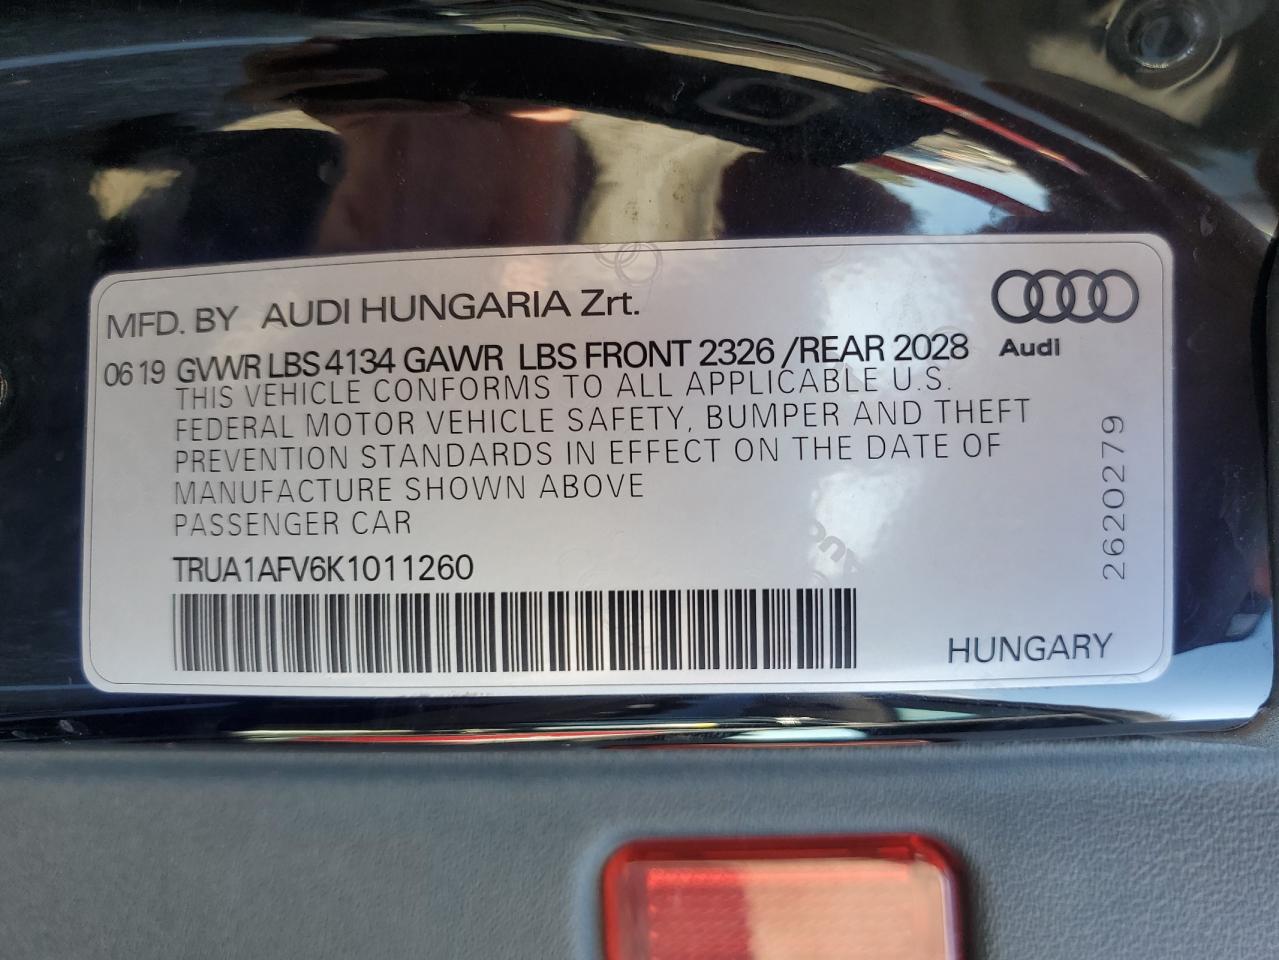 MFD. BY AUDI HUNGARIA Zrt.
06 19 GVWR LBS 4134 GAWR LBS FRONT 2326 /REAR 2028
THIS VEHICLE CONFORMS TO ALL APPLICABLE U.S.
FEDERAL MOTOR VEHICLE SAFETY, BUMPER AND THEFT
PREVENTION STANDARDS IN EFFECT ON THE DATE OF
MANUFACTURE SHOWN ABOVE
PASSENGER CAR
TRUA1AFV6K1011260
Audi
2620279
HUNGARY